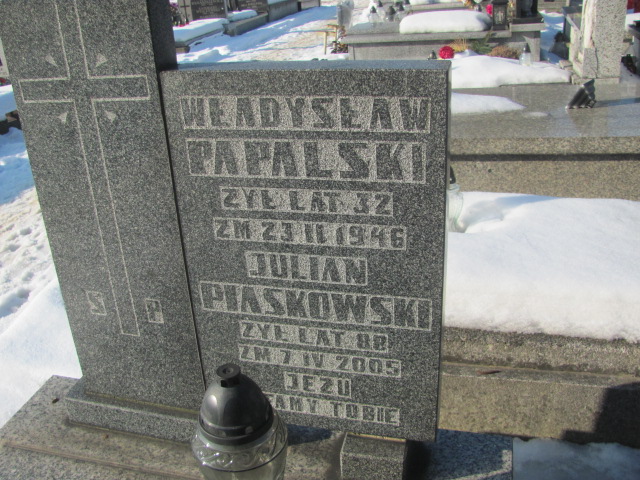 S P
WŁADYSŁAW
PAPALSKI
ŻYŁ LAT 32
ZM 23 II 1946
JULIAN
PIASKOWSKI
ŻYŁ LAT 88
ZM 7 IV 2005
JEZU
TOBIE